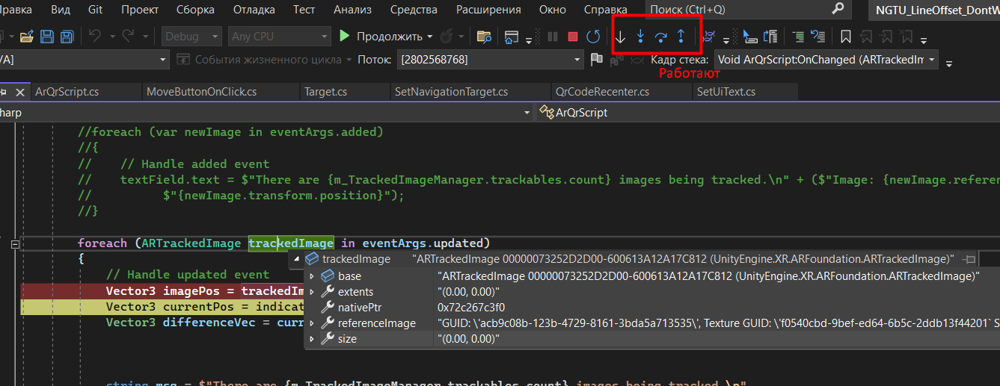 равка Вид Git Проект Сборка Отладка Тест Анализ Средства Расширения Окно Справка Поиск (Ctrl+Q) NGTU_LineOffset_DontW
Debug Any CPU Продолжить
/A] События жизненного цикла Поток: [2802568768] Кадр стека: Void ArQrScript:OnChanged (ARTrackedIm
Работают
ArQrScript.cs MoveButtonOnClick.cs Target.cs SetNavigationTarget.cs QrCodeRecenter.cs SetUiText.cs
harp ArQrScript
//foreach (var newImage in eventArgs.added)
//{
// // Handle added event
// textField.text = $"There are {m_TrackedImageManager.trackables.count} images being tracked.\n" + ($"Image: {newImage.refere
// $"{newImage.transform.position}");
//}
foreach (ARTrackedImage trackedImage in eventArgs.updated)
{
trackedImage "ARTrackedImage 00000073252D2D00-600613A12A17C812 (UnityEngine.XR.ARFoundation.ARTrackedImage)"
// Handle updated event
base "ARTrackedImage 00000073252D2D00-600613A12A17C812 (UnityEngine.XR.ARFoundation.ARTrackedImage)"
Vector3 imagePos = trackedIm
extents "(0.00, 0.00)"
Vector3 currentPos = indicat
nativePtr 0x72c267c3f0
Vector3 differenceVec = curr
referenceImage "GUID: \'acb9c08b-123b-4729-8161-3bda5a713535\', Texture GUID: \'f0540cbd-9bef-ed64-6b5c-2ddb13f44201` S
size "(0.00, 0.00)"
string msg = $"There are {m_TrackedImageManager.trackables.count} images being tracked.\n"